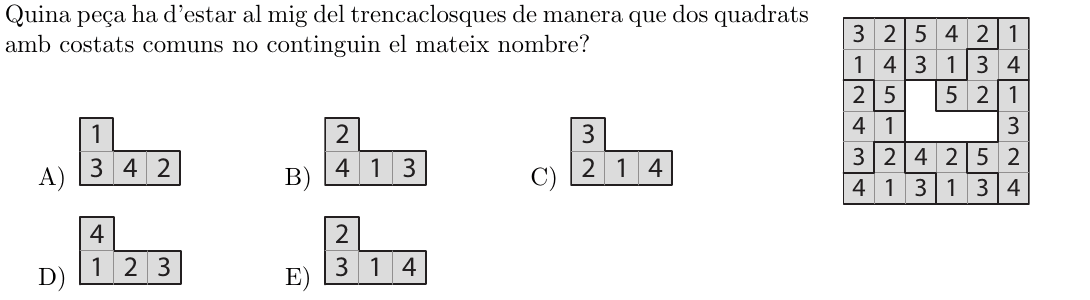 Quina peça ha d'estar al mig del trencaclosques de manera que dos quadrats
amb costats comuns no continguin el mateix nombre?
3 2 5 4 2 1
1 4 3 1 3 4
2 5 5 2 1
4 1 3
3 2 4 2 5 2
4 1 3 1 3 4
A)
1
3 4 2
B)
2
4 1 3
C)
3
2 1 4
D)
4
1 2 3
E)
2
3 1 4